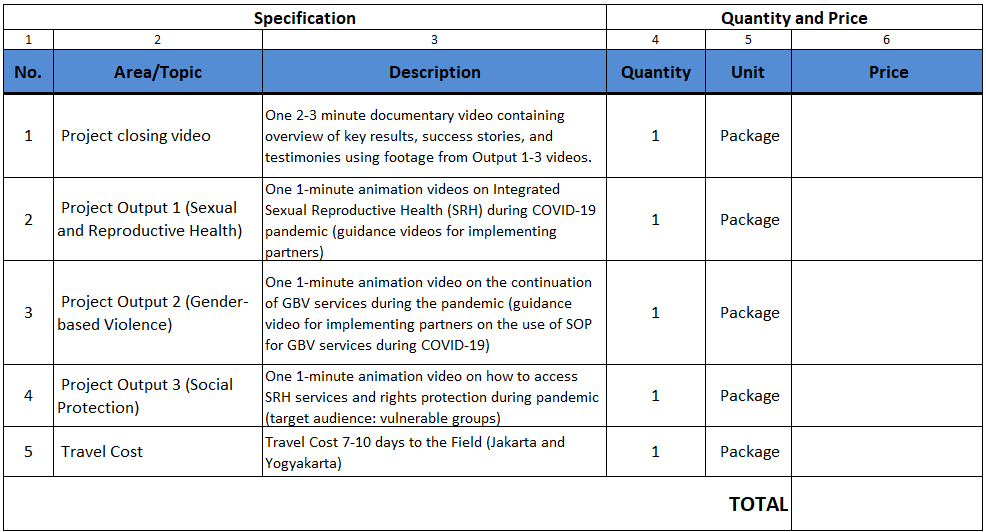 Specification Quantity and Price
1 2 3 4 5 6
No. Area/Topic Description Quantity Unit Price
One 2-3 minute documentary video containing
1 Project closing video overview of key results, success stories, and 1 Package
testimonies using footage from Output 1-3 videos.
One 1-minute animation videos on Integrated
2 Project Output 1 (Sexual Sexual Reproductive Health (SRH) during COVID-19 1 Package
and Reproductive Health) pandemic (guidance videos for implementing
partners)
One 1-minute animation video on the continuation
3 Project Output 2 (Gender- of GBV services during the pandemic (guidance 1 Package
based Violence) video for implementing partners on the use of SOP
for GBV services during COVID-19)
One 1-minute animation video on how to access
4 Project Output 3 (Social SRH services and rights protection during pandemic 1 Package
Protection) (target audience: vulnerable groups)
5 Travel Cost Travel Cost 7-10 days to the Field (Jakarta and 1 Package
Yogyakarta)
TOTAL